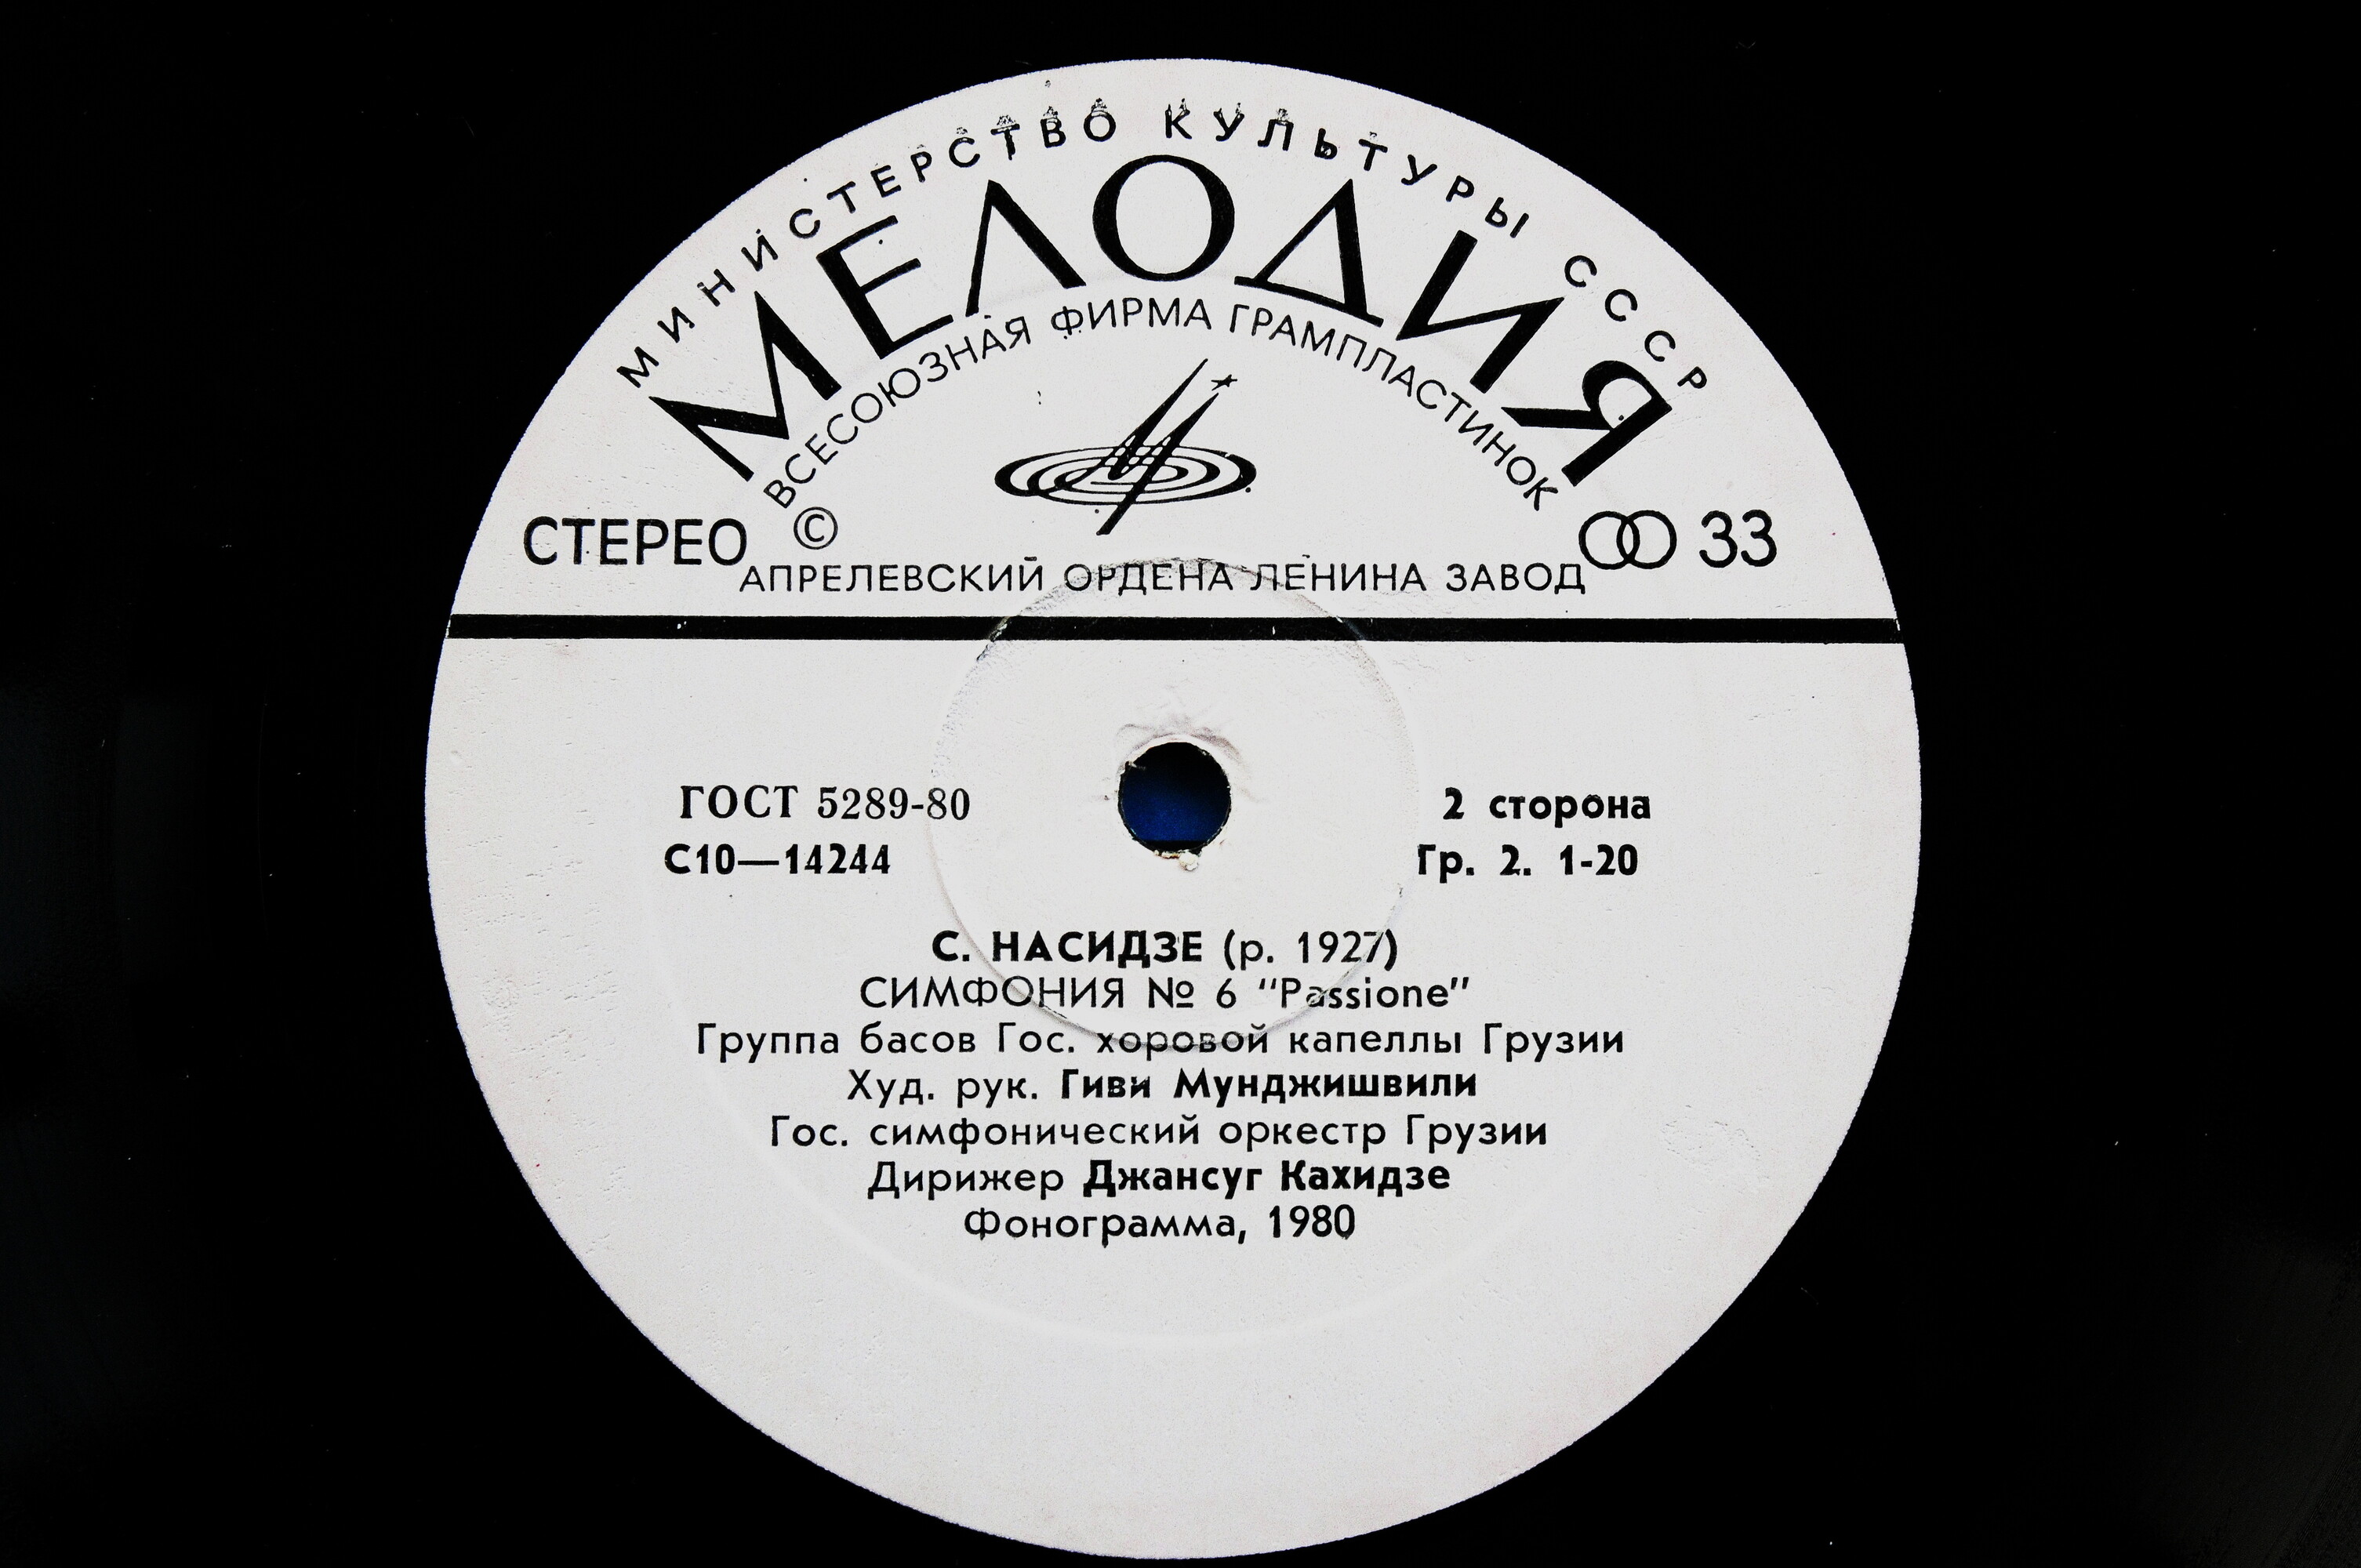 МИНИСТЕРСТВО КУЛЬТУРЫ СССР
МЕЛОДИЯ
ВСЕСОЮЗНАЯ ФИРМА ГРАМПЛАСТИНОК
СТЕРЕО © 33
АПРЕЛЕВСКИЙ ОРДЕНА ЛЕНИНА ЗАВОД
ГОСТ 5289-80 2 сторона
С10—14244 Гр. 2. 1-20
С. НАСИДЗЕ (р. 1927)
СИМФОНИЯ № 6 "Passione"
Группа басов Гос. хоровой капеллы Грузии
Худ. рук. Гиви Мунджишвили
Гос. симфонический оркестр Грузии
Дирижер Джансуг Кахидзе
Фонограмма, 1980